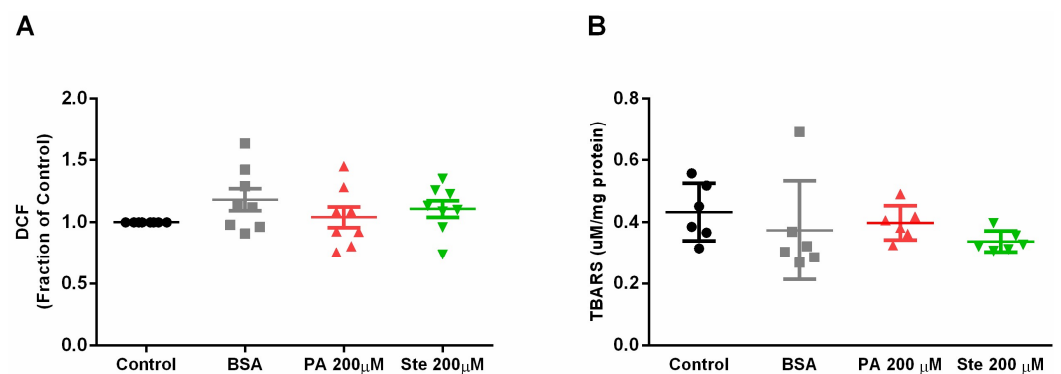 A
DCF
(Fraction of Control)
2.0
1.5
1.0
0.5
0.0
Control BSA PA 200μM Ste 200μM
B
TBARS (uM/mg protein)
0.8
0.6
0.4
0.2
0.0
Control BSA PA 200 μM Ste 200 μM